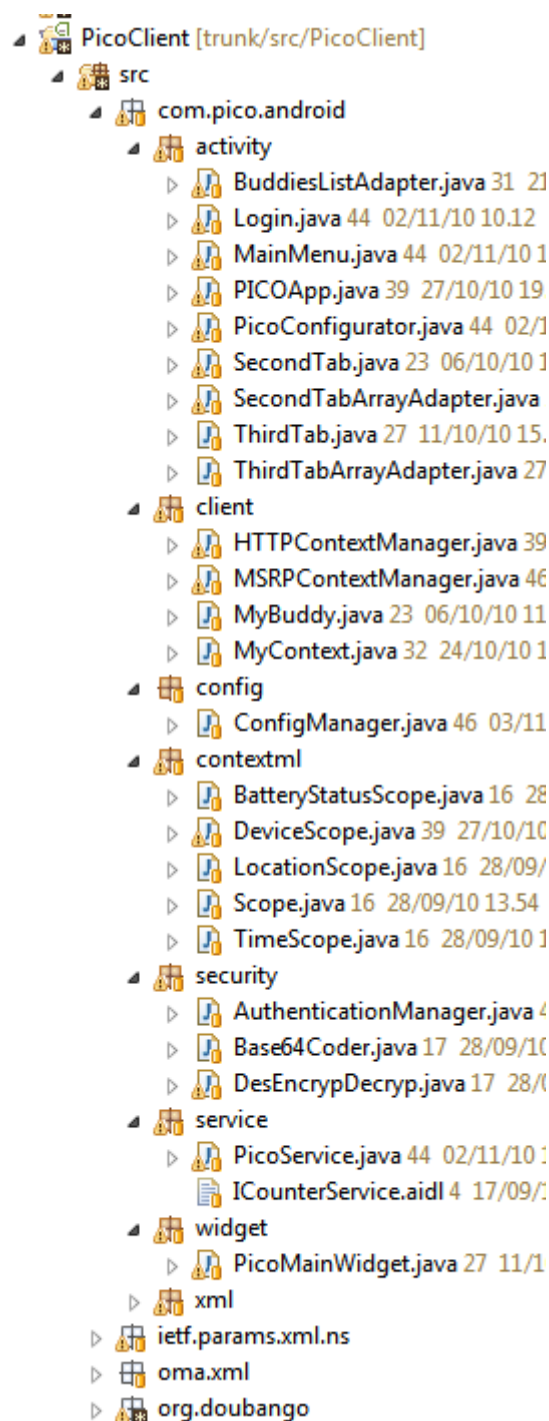 PicoClient [trunk/src/PicoClient]
src
com.pico.android
activity
BuddiesListAdapter.java 31 21
Login.java 44 02/11/10 10.12
MainMenu.java 44 02/11/10 1
PICOApp.java 39 27/10/10 19
PicoConfigurator.java 44 02/1
SecondTab.java 23 06/10/10 1
SecondTabArrayAdapter.java
ThirdTab.java 27 11/10/10 15.
ThirdTabArrayAdapter.java 27
client
HTTPContextManager.java 39
MSRPContextManager.java 46
MyBuddy.java 23 06/10/10 11
MyContext.java 32 24/10/10 1
config
ConfigManager.java 46 03/11
contextml
BatteryStatusScope.java 16 28
DeviceScope.java 39 27/10/10
LocationScope.java 16 28/09/
Scope.java 16 28/09/10 13.54
TimeScope.java 16 28/09/10 1
security
AuthenticationManager.java 4
Base64Coder.java 17 28/09/10
DesEncrypDecryp.java 17 28/0
service
PicoService.java 44 02/11/10 1
ICounterService.aidl 4 17/09/1
widget
PicoMainWidget.java 27 11/1
xml
ietf.params.xml.ns
oma.xml
org.doubango